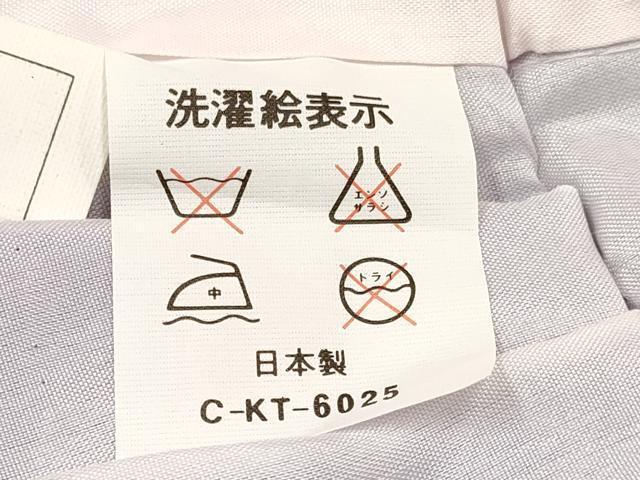 洗濯絵表示
エンソ
サラシ
中
ドライ
日本製
C-KT-6025